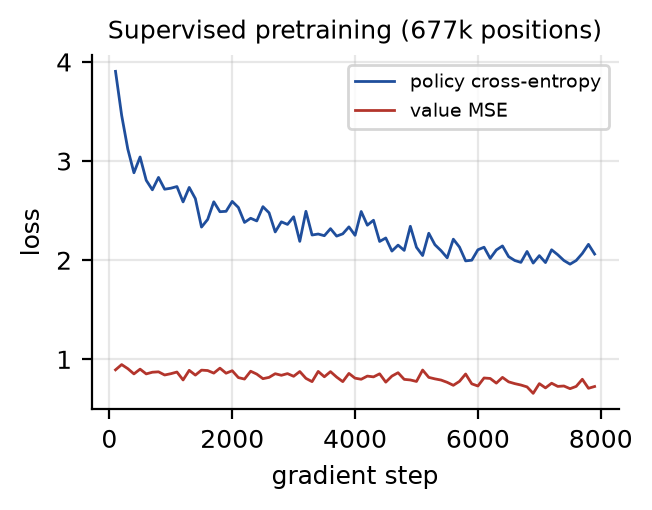 Supervised pretraining (677k positions)
policy cross-entropy
value MSE
loss
4
3
2
1
0
2000
4000
6000
8000
gradient step